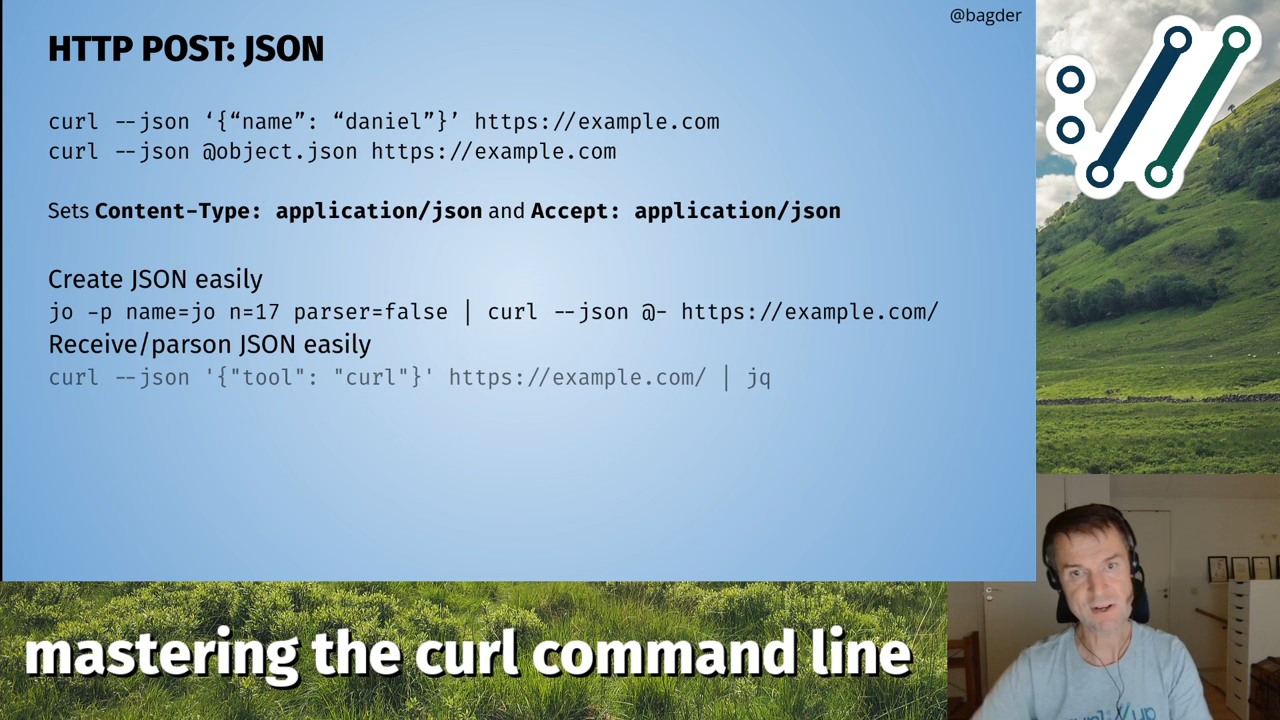 @bagder
HTTP POST: JSON
curl --json ‘{“name”: “daniel”}’ https://example.com
curl --json @object.json https://example.com
Sets Content-Type: application/json and Accept: application/json
Create JSON easily
jo -p name=jo n=17 parser=false | curl --json @- https://example.com/
Receive/parson JSON easily
curl --json '{"tool": "curl"}' https://example.com/ | jq
mastering the curl command line